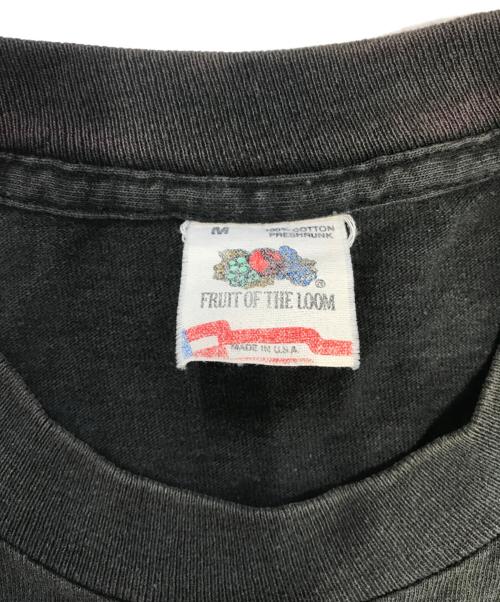 M 100% COTTON
PRESHRUNK
®
FRUIT OF THE LOOM
MADE IN U.S.A.